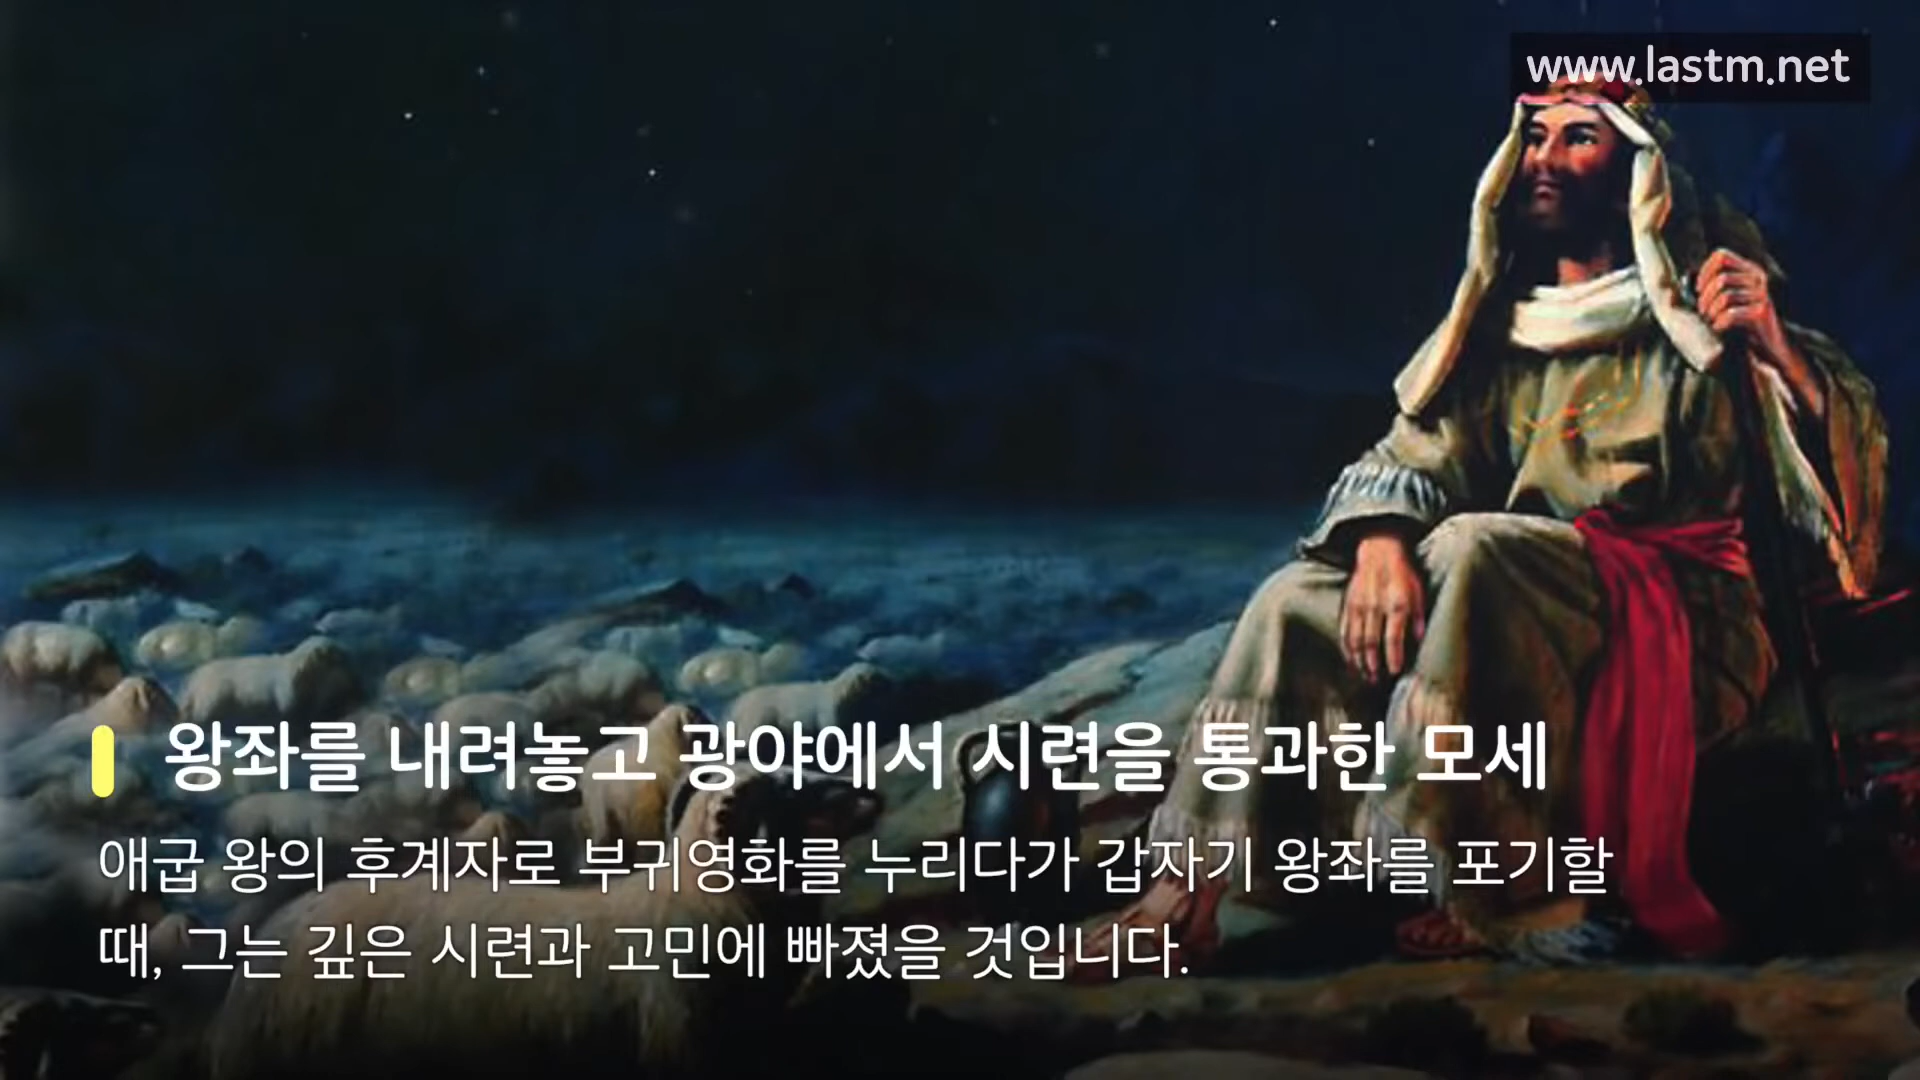 www.lastm.net
왕좌를 내려놓고 광야에서 시련을 통과한 모세
애굽 왕의 후계자로 부귀영화를 누리다가 갑자기 왕좌를 포기할
때, 그는 깊은 시련과 고민에 빠졌을 것입니다.